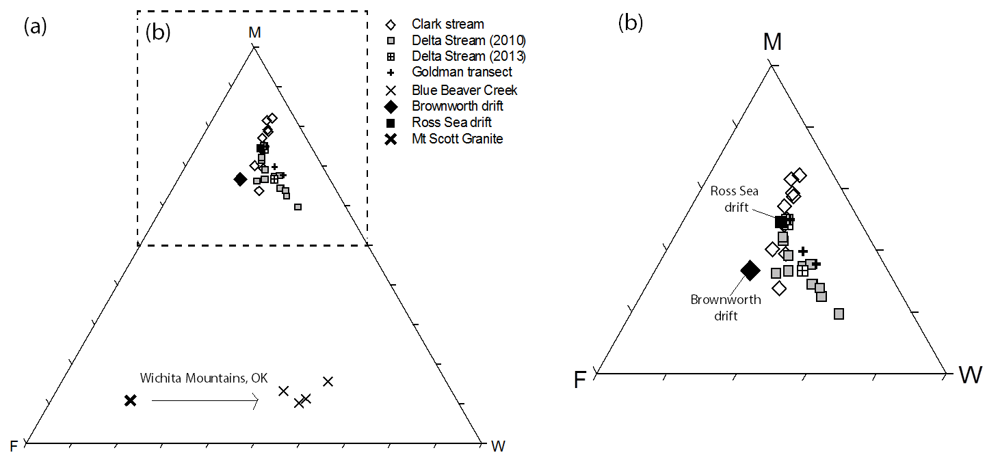 (a)
(b)
M
Clark stream
Delta Stream (2010)
Delta Stream (2013)
Goldman transect
Blue Beaver Creek
Brownworth drift
Ross Sea drift
Mt Scott Granite
Wichita Mountains, OK
F
W
(b)
M
Ross Sea
drift
Brownworth
drift
F
W